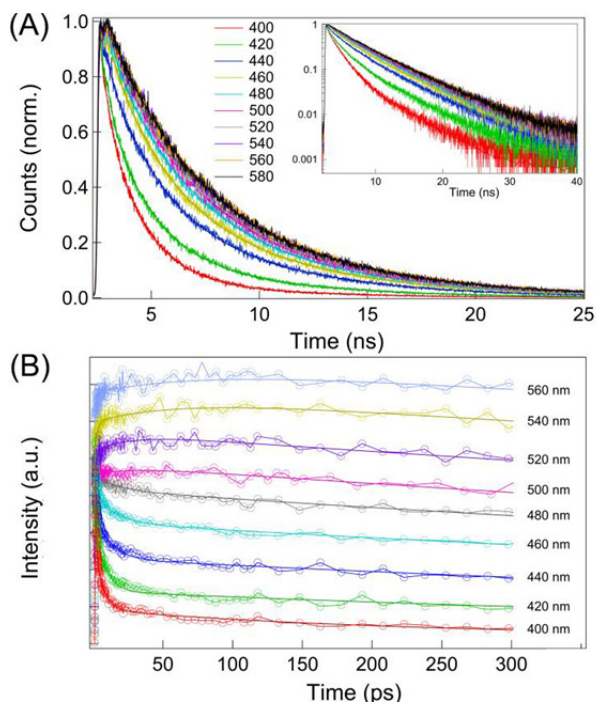 (A)
Counts (norm.)
1.0
0.8
0.6
0.4
0.2
0.0
400
420
440
460
480
500
520
540
560
580
1
0.1
0.01
0.001
10
20
30
40
Time (ns)
5
10
15
20
25
Time (ns)
(B)
Intensity (a.u.)
560 nm
540 nm
520 nm
500 nm
480 nm
460 nm
440 nm
420 nm
400 nm
50
100
150
200
250
300
Time (ps)